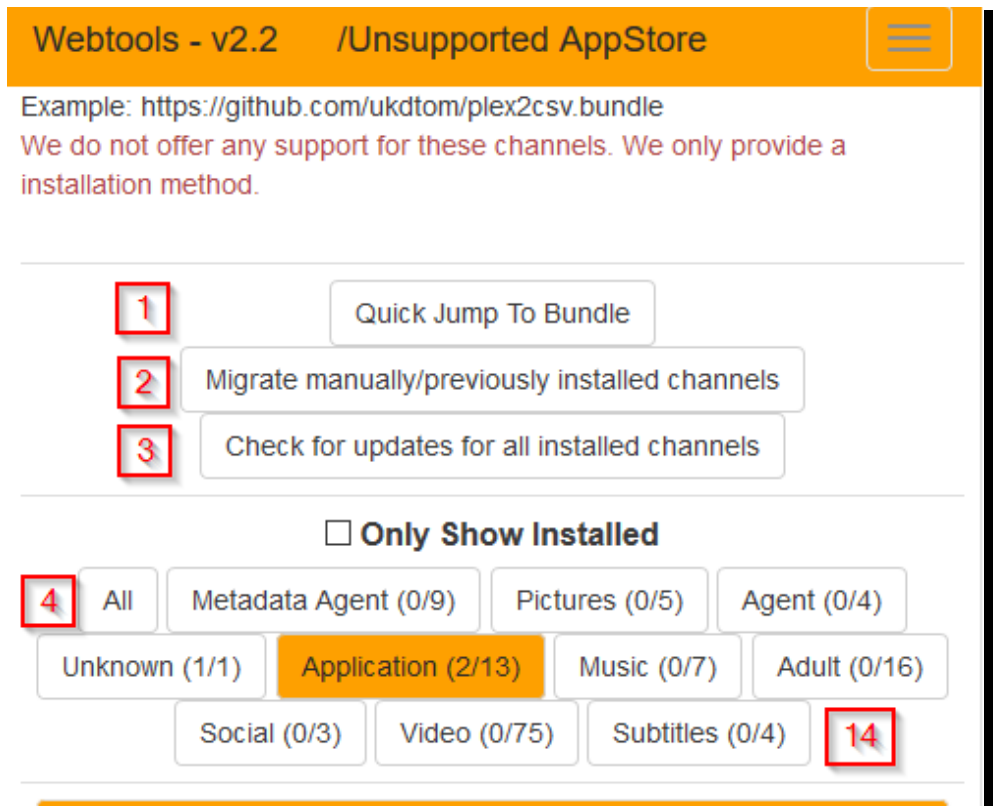 Webtools - v2.2 /Unsupported AppStore
Example: https://github.com/ukdtom/plex2csv.bundle
We do not offer any support for these channels. We only provide a
installation method.
1 Quick Jump To Bundle
2 Migrate manually/previously installed channels
3 Check for updates for all installed channels
Only Show Installed
4 All Metadata Agent (0/9) Pictures (0/5) Agent (0/4)
Unknown (1/1) Application (2/13) Music (0/7) Adult (0/16)
Social (0/3) Video (0/75) Subtitles (0/4) 14